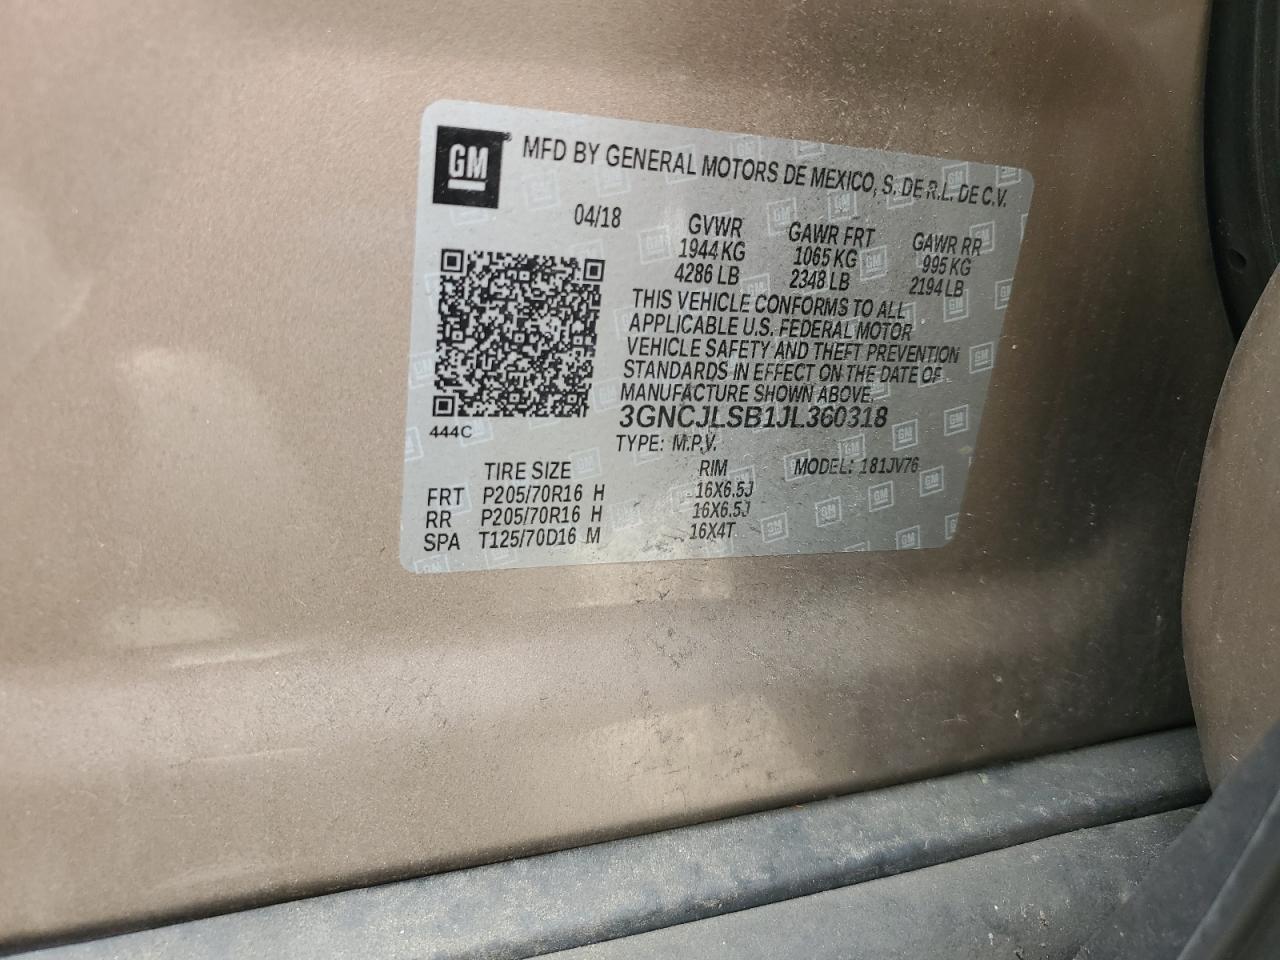 GM
MFD BY GENERAL MOTORS DE MEXICO, S. DE R.L. DE C.V.
04/18 GVWR GAWR FRT GAWR RR
1944 KG 1065 KG 995 KG
4286 LB 2348 LB 2194 LB
THIS VEHICLE CONFORMS TO ALL
APPLICABLE U.S. FEDERAL MOTOR
VEHICLE SAFETY AND THEFT PREVENTION
STANDARDS IN EFFECT ON THE DATE OF
MANUFACTURE SHOWN ABOVE.
3GNCJLSB1JL360318
444C
TYPE: M.P.V.
TIRE SIZE RIM MODEL: 181JV76
FRT P205/70R16 H 16X6.5J
RR P205/70R16 H 16X6.5J
SPA T125/70D16 M 16X4T